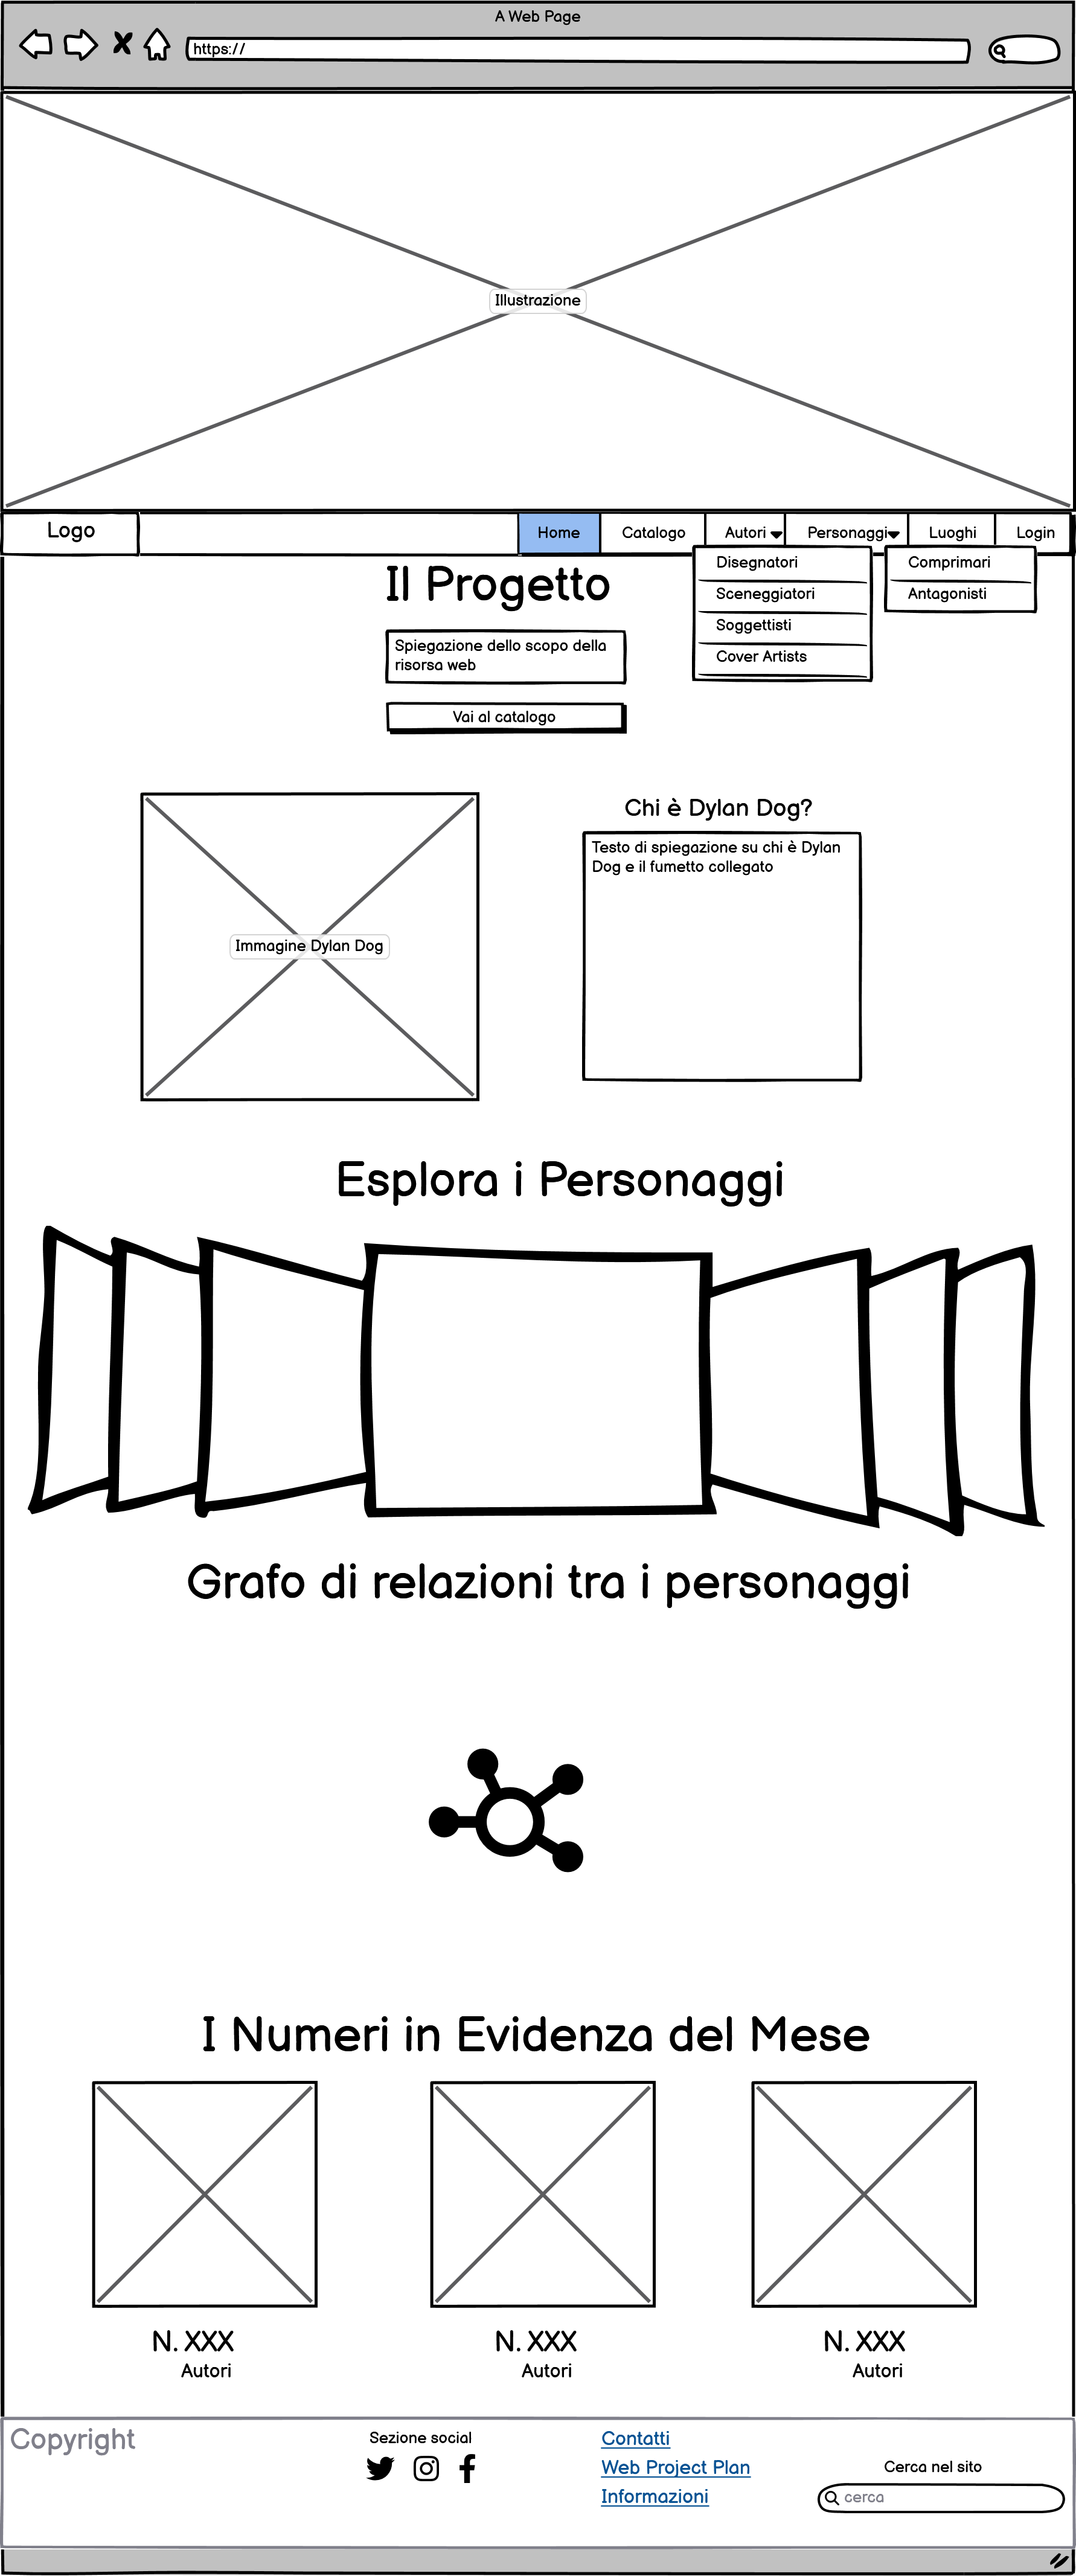 A Web Page
https://
Illustrazione
Logo
Home
Catalogo
Autori
Personaggi
Luoghi
Login
Disegnatori
Sceneggiatori
Soggettisti
Cover Artists
Comprimari
Antagonisti
Il Progetto
Spiegazione dello scopo della
risorsa web
Vai al catalogo
Immagine Dylan Dog
Chi è Dylan Dog?
Testo di spiegazione su chi è Dylan
Dog e il fumetto collegato
Esplora i Personaggi
Grafo di relazioni tra i personaggi
I Numeri in Evidenza del Mese
N. XXX
Autori
N. XXX
Autori
N. XXX
Autori
Copyright
Sezione social
Contatti
Web Project Plan
Informazioni
Cerca nel sito
cerca